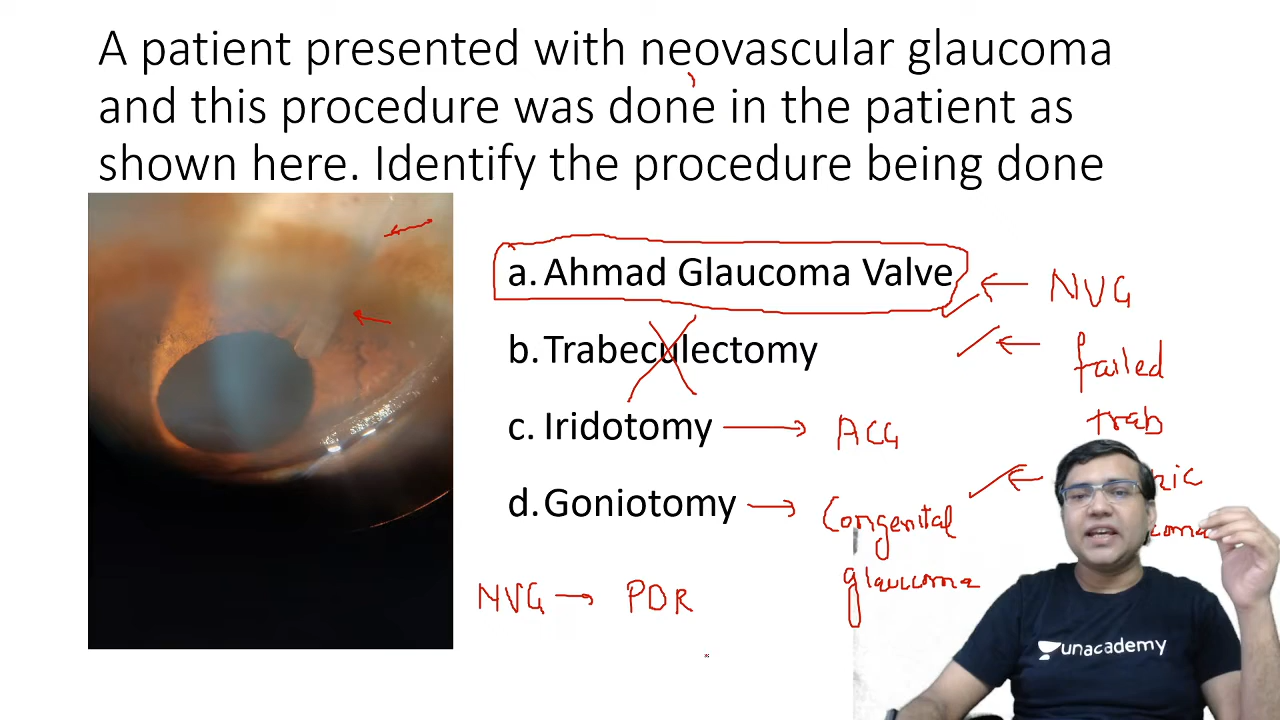 A patient presented with neovascular glaucoma
and this procedure was done in the patient as
shown here. Identify the procedure being done
a. Ahmad Glaucoma Valve
NVG
b. Trabeculectomy
failed
trab
c. Iridotomy
ACG
d. Goniotomy
Congenital
glaucoma
NVG → PDR
unacademy